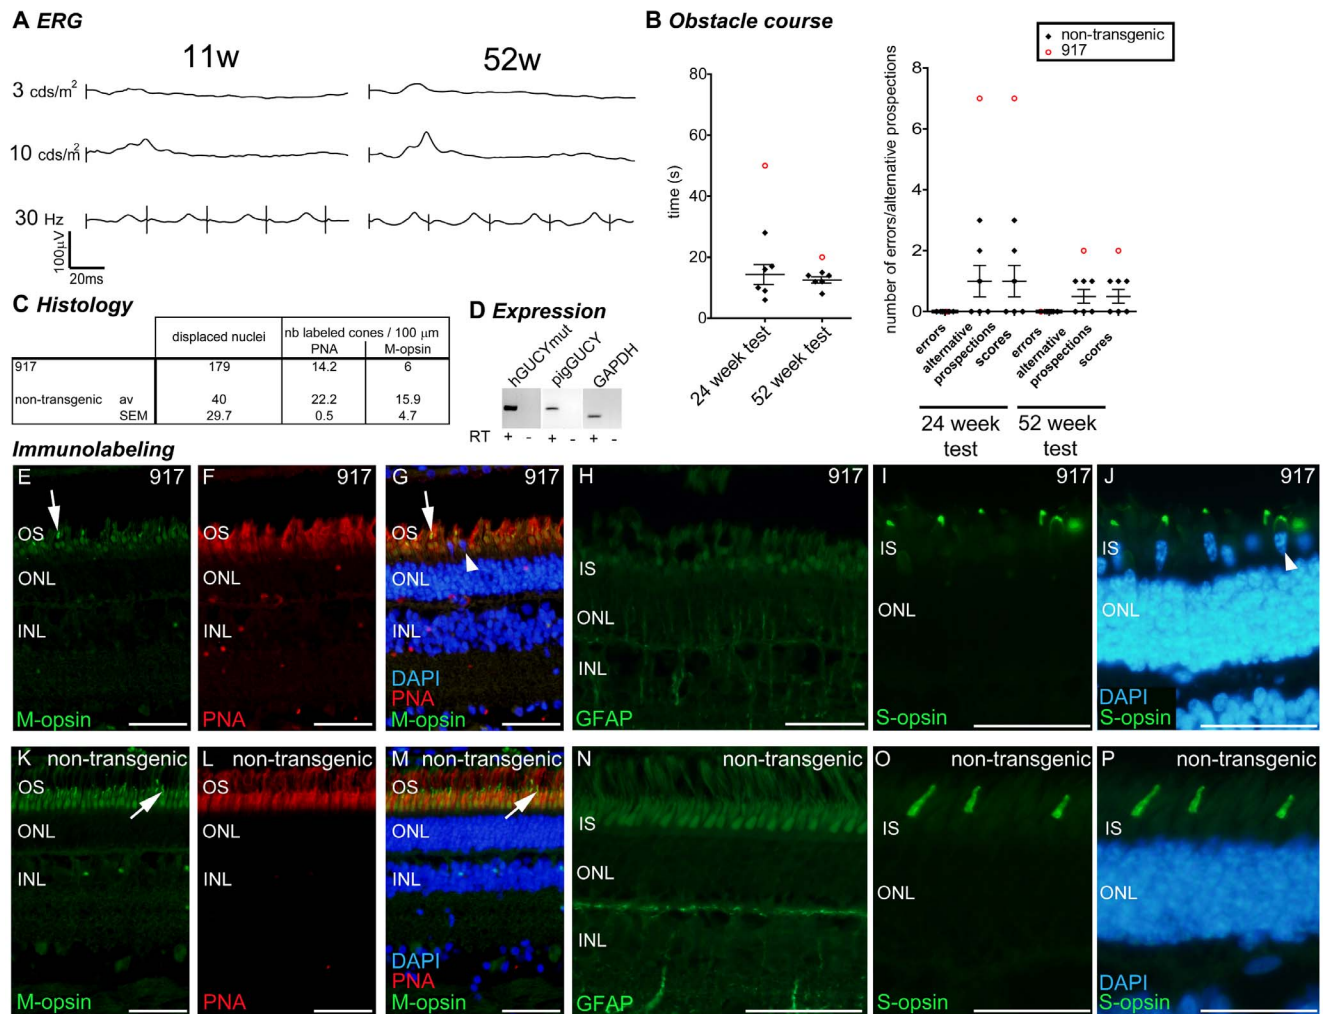 A ERG
11w
52w
3 cds/m²
10 cds/m²
30 Hz
100µV
20ms
B Obstacle course
non-transgenic
917
80
60
40
20
0
time (s)
24 week test
52 week test
8
6
4
2
0
number of errors/alternative prospections
errors
alternative
prospections
scores
errors
alternative
prospections
scores
24 week
test
52 week
test
C Histology
displaced nuclei
nb labeled cones / 100 µm
PNA
M-opsin
917 179 14.2 6
non-transgenic av 40 22.2 15.9
SEM 29.7 0.5 4.7
D Expression
hGUCYmut
pigGUCY
GAPDH
RT + - + - + -
Immunolabeling
E 917
OS
ONL
INL
M-opsin
F 917
OS
ONL
INL
PNA
G 917
OS
ONL
INL
DAPI
PNA
M-opsin
H 917
IS
ONL
INL
GFAP
I 917
IS
ONL
S-opsin
J 917
IS
ONL
DAPI
S-opsin
K non-transgenic
OS
ONL
INL
M-opsin
L non-transgenic
OS
ONL
INL
PNA
M non-transgenic
OS
ONL
INL
DAPI
PNA
M-opsin
N non-transgenic
IS
ONL
INL
GFAP
O non-transgenic
IS
ONL
S-opsin
P non-transgenic
IS
ONL
DAPI
S-opsin